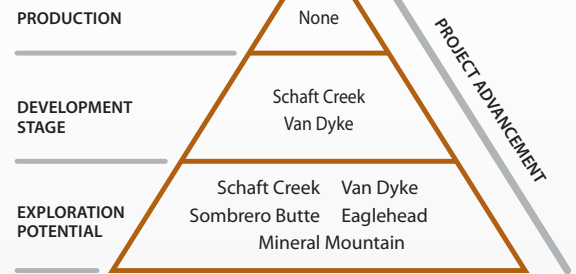 PRODUCTION
None
DEVELOPMENT
STAGE
Schaft Creek
Van Dyke
EXPLORATION
POTENTIAL
Schaft Creek Van Dyke
Sombrero Butte Eaglehead
Mineral Mountain
PROJECT ADVANCEMENT